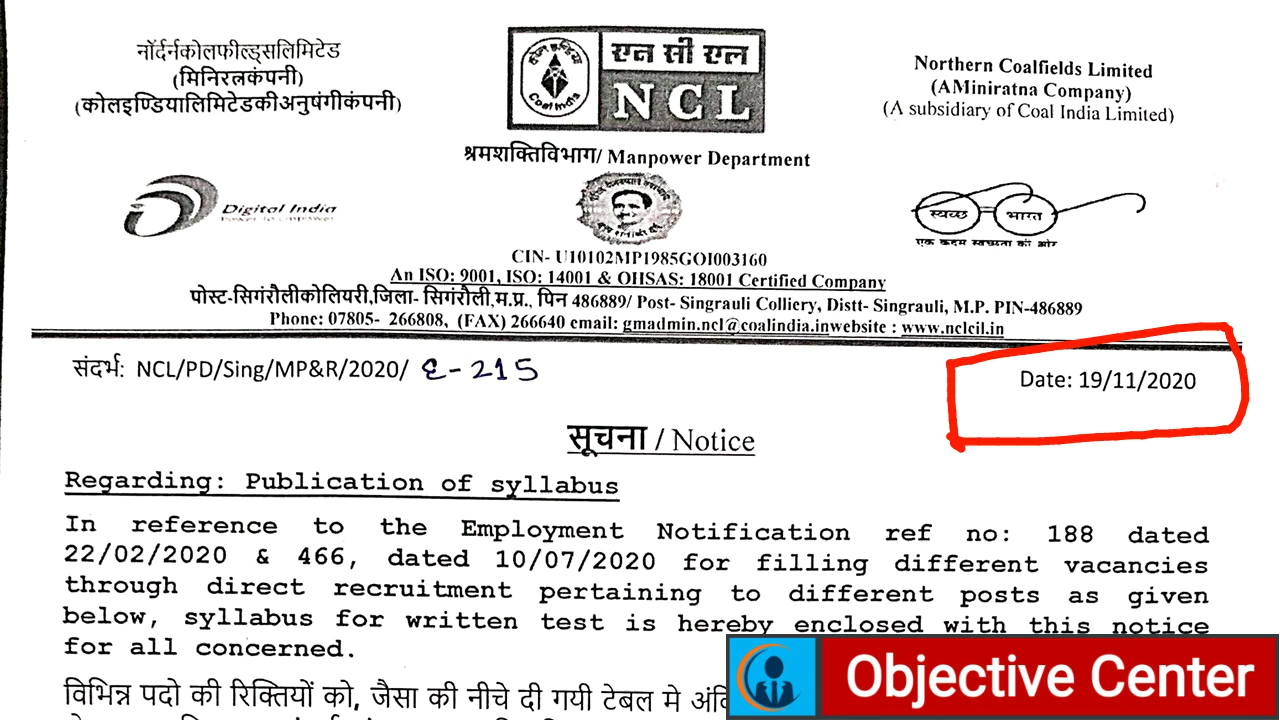 नॉर्दर्नकोलफील्ड्सलिमिटेड
(मिनिरत्नकंपनी)
(कोलइण्डियालिमिटेडकीअनुषंगीकंपनी)
कोल इण्डिया
Coal India
एन सी एल
NCL
Northern Coalfields Limited
(AMiniratna Company)
(A subsidiary of Coal India Limited)
श्रमशक्तिविभाग/ Manpower Department
Digital India
Power To Empower
स्वच्छ भारत
एक कदम स्वच्छता की ओर
CIN- U10102MP1985GOI003160
An ISO: 9001, ISO: 14001 & OHSAS: 18001 Certified Company
पोस्ट-सिगंरौलीकोलियरी,जिला- सिगंरौली,म.प्र., पिन 486889/ Post- Singrauli Colliery, Distt- Singrauli, M.P. PIN-486889
Phone: 07805- 266808, (FAX) 266640 email: gmadmin.ncl@coalindia.inwebsite : www.nclcil.in
संदर्भ: NCL/PD/Sing/MP&R/2020/ E-215
Date: 19/11/2020
सूचना / Notice
Regarding: Publication of syllabus
In reference to the Employment Notification ref no: 188 dated
22/02/2020 & 466, dated 10/07/2020 for filling different vacancies
through direct recruitment pertaining to different posts as given
below, syllabus for written test is hereby enclosed with this notice
for all concerned.
विभिन्न पदो की रिक्तियों को, जैसा की नीचे दी गयी टेबल मे
Objective Center